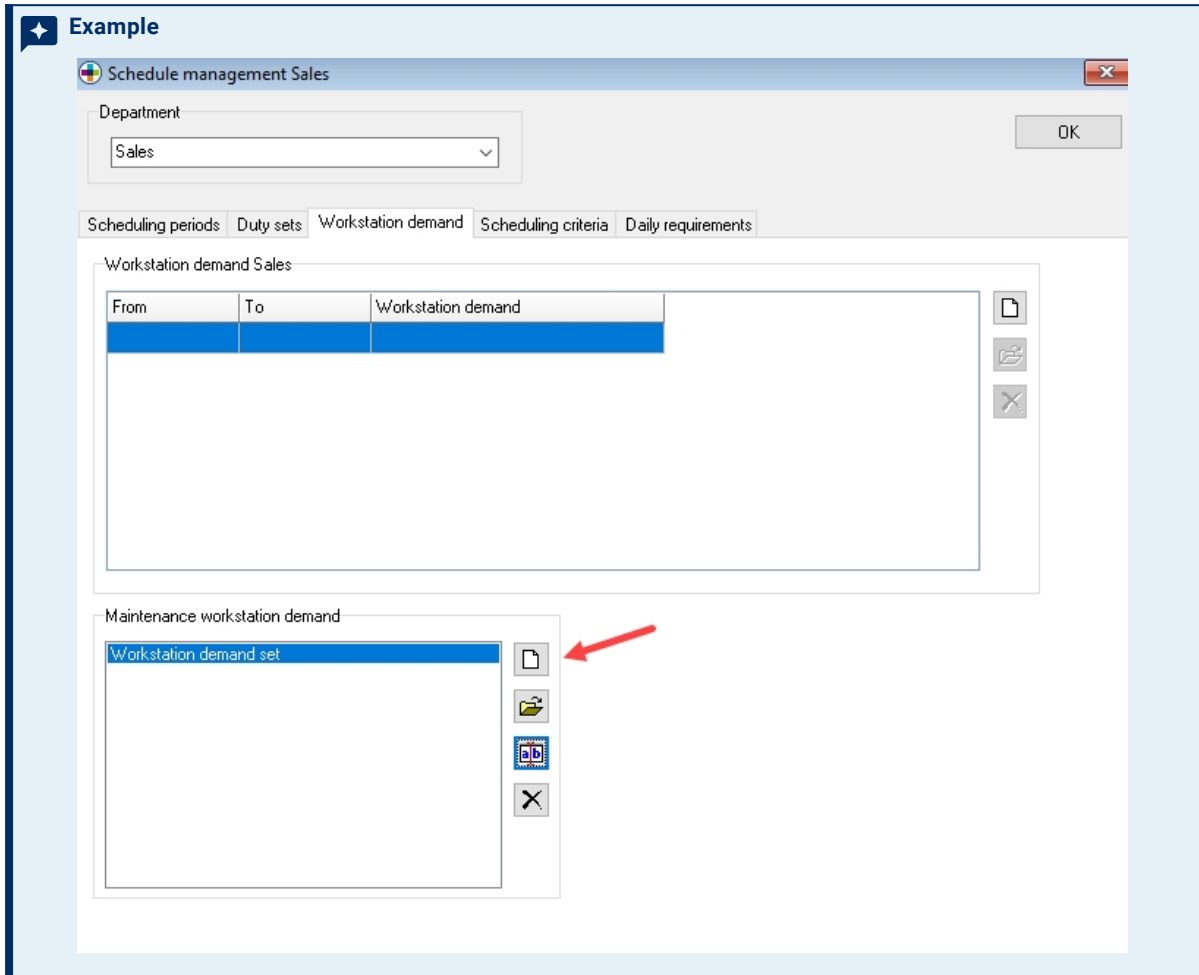 Example
Schedule management Sales
Department
OK
Sales
Scheduling periods Duty sets Workstation demand Scheduling criteria Daily requirements
Workstation demand Sales
From To Workstation demand
Maintenance workstation demand
Workstation demand set
ab